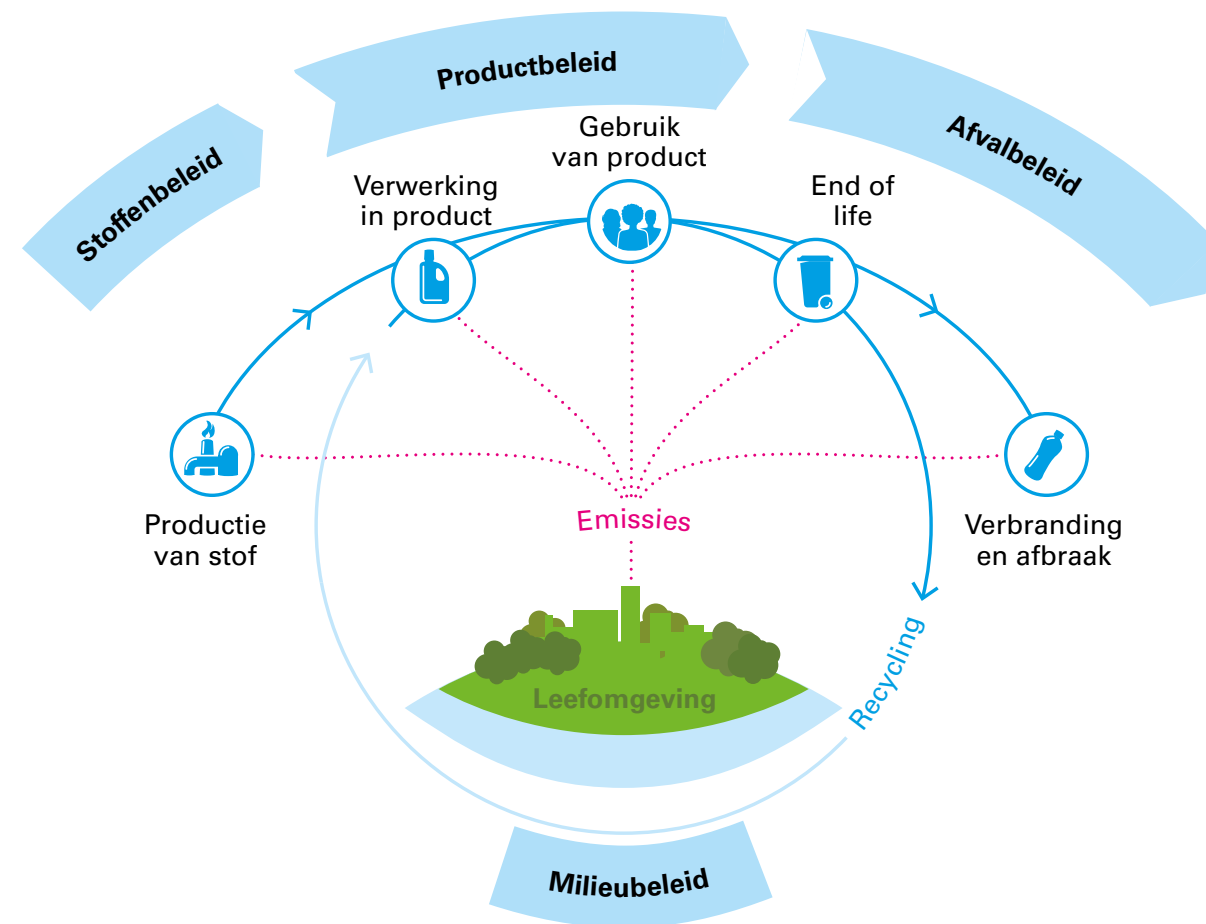 Productbeleid
Stoffenbeleid
Afvalbeleid
Gebruik
van product
Verwerking
in product
End of
life
Productie
van stof
Emissies
Verbranding
en afbraak
Recycling
Leefomgeving
Milieubeleid